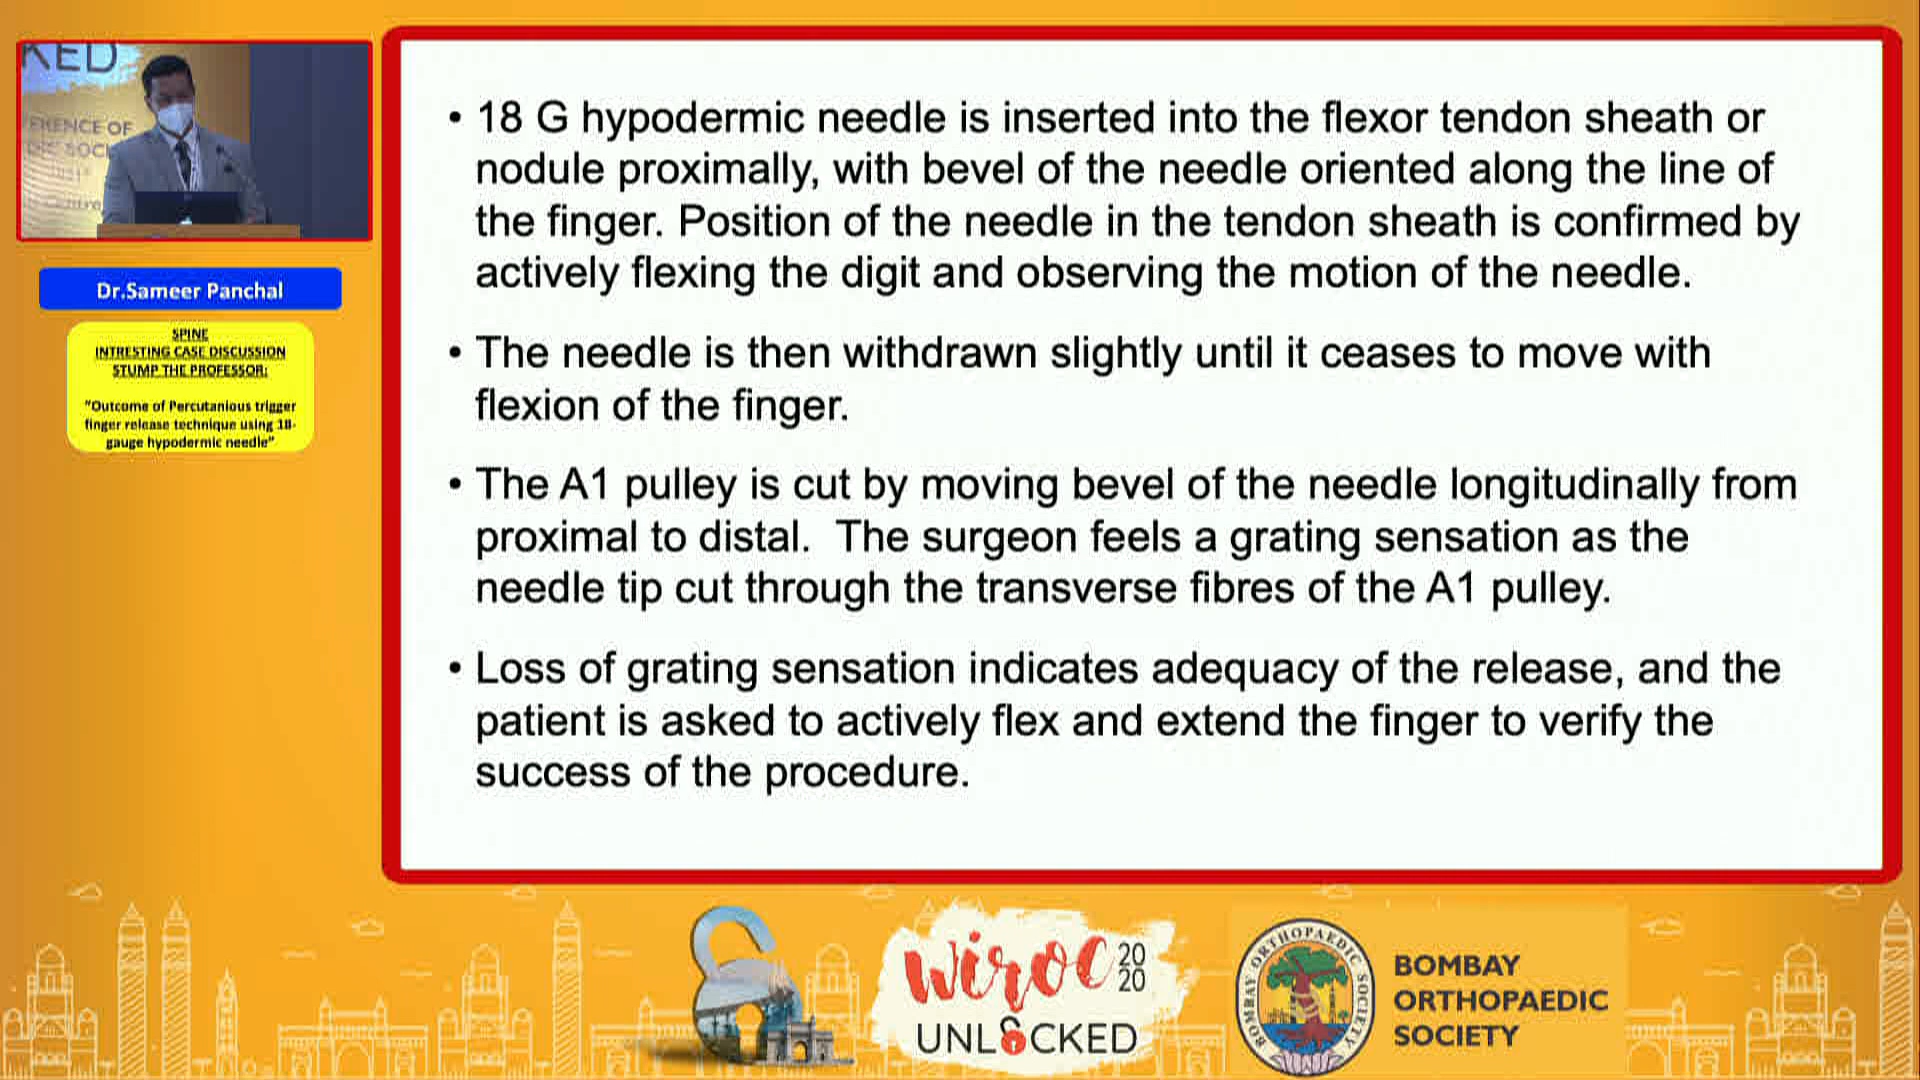 KED
ERENCE OF
Dr.Sameer Panchal
SPINE
INTRESTING CASE DISCUSSION
STUMP THE PROFESSOR:
"Outcome of Percutanious trigger
finger release technique using 18-
gauge hypodermic needle"
• 18 G hypodermic needle is inserted into the flexor tendon sheath or
nodule proximally, with bevel of the needle oriented along the line of
the finger. Position of the needle in the tendon sheath is confirmed by
actively flexing the digit and observing the motion of the needle.
• The needle is then withdrawn slightly until it ceases to move with
flexion of the finger.
• The A1 pulley is cut by moving bevel of the needle longitudinally from
proximal to distal.  The surgeon feels a grating sensation as the
needle tip cut through the transverse fibres of the A1 pulley.
• Loss of grating sensation indicates adequacy of the release, and the
patient is asked to actively flex and extend the finger to verify the
success of the procedure.
wiroc 20
20
UNLOCKED
BOMBAY ORTHOPAEDIC SOCIETY
BOMBAY
ORTHOPAEDIC
SOCIETY